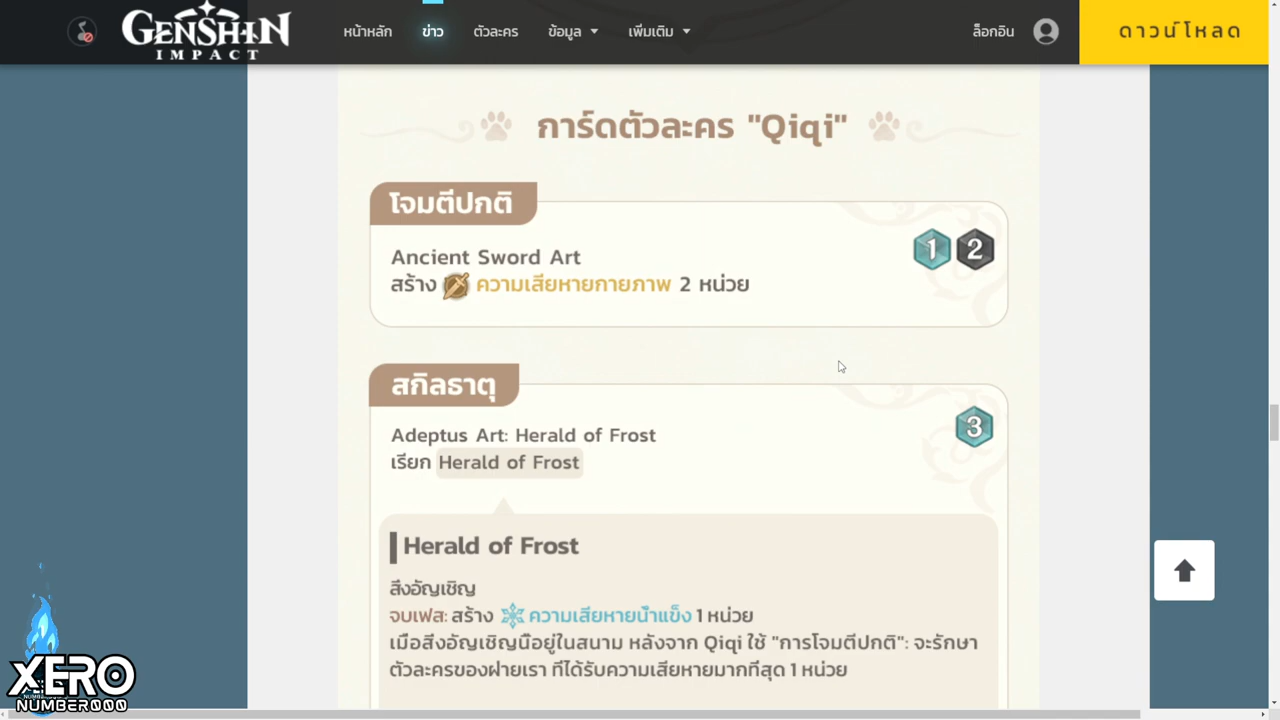 GENSHIN
IMPACT
หน้าหลัก ข่าว ตัวละคร ข้อมูล เพิ่มเติม ล็อกอิน ดาวน์โหลด
การ์ดตัวละคร "Qiqi"
โจมตีปกติ
1 2
Ancient Sword Art
สร้าง ความเสียหายกายภาพ 2 หน่วย
สกิลธาตุ
3
Adeptus Art: Herald of Frost
เรียก Herald of Frost
Herald of Frost
สิ่งอัญเชิญ
จบเฟส: สร้าง ความเสียหายน้ำแข็ง 1 หน่วย
เมื่อสิ่งอัญเชิญนี้อยู่ในสนาม หลังจาก Qiqi ใช้ "การโจมตีปกติ": จะรักษา
ตัวละครของฝ่ายเรา ที่ได้รับความเสียหายมากที่สุด 1 หน่วย
XERO
NUMBER000